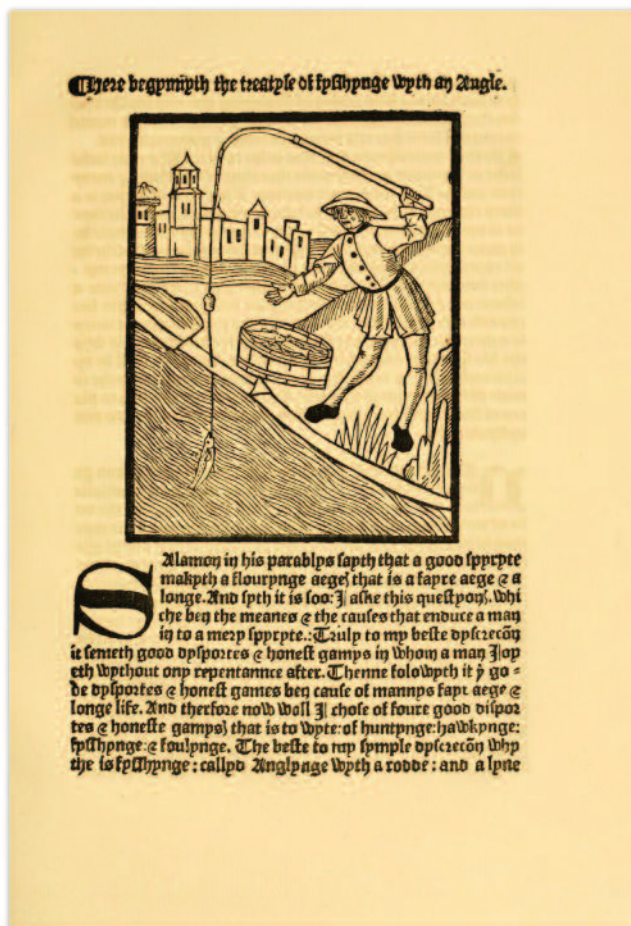 ¶Here begynnyth the treatyse of fysshynge wyth an Angle.
SAlamon in his parablys sayth that a good spyryte
makyth a flourynge aege, that is a fayre aege & a
longe. And syth it is soo: I aske this questyon, whi
che ben the meanes & the causes that enduce a man
in to a mery spyryte.: Truly to my beste dyscrecōn
it semeth good dysportes & honest gamys in whom a man Ioy
eth wythout ony repentannce after. Thenne folowyth it yͭ go⸗
de dysportes & honest games ben cause of mannys fayr aege &
longe life. And therfore now woll I chose of foure good dispor
tes & honeste gamys, that is to wyte: of huntynge: hawkynge:
fysshynge: & foulynge. The beste to my symple dyscrecōn why
the is fysshynge: callyd Anglynge wyth a rodde: and a lyne